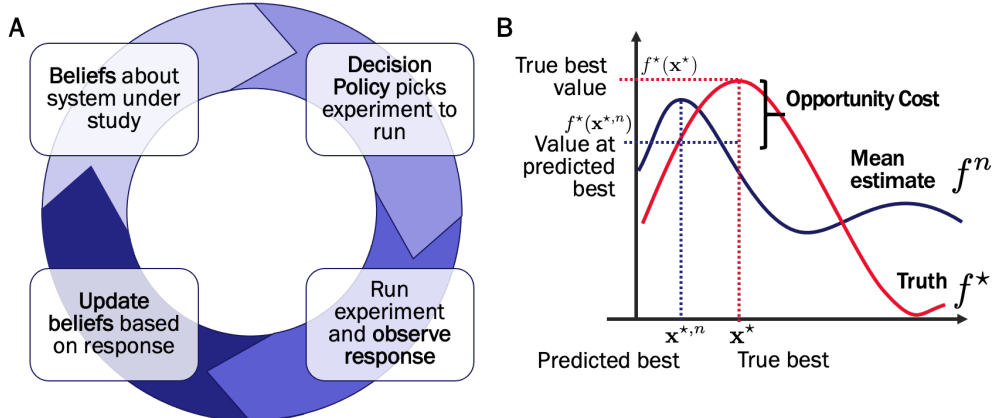 A
Beliefs about
system under
study
Decision
Policy picks
experiment to
run
Update
beliefs based
on response
Run
experiment
and observe
response
B
True best
value
f⋆(x⋆)
Opportunity Cost
f⋆(x⋆,n)
Value at
predicted
best
Mean
estimate fⁿ
Truth f⋆
x⋆,n x⋆
Predicted best True best